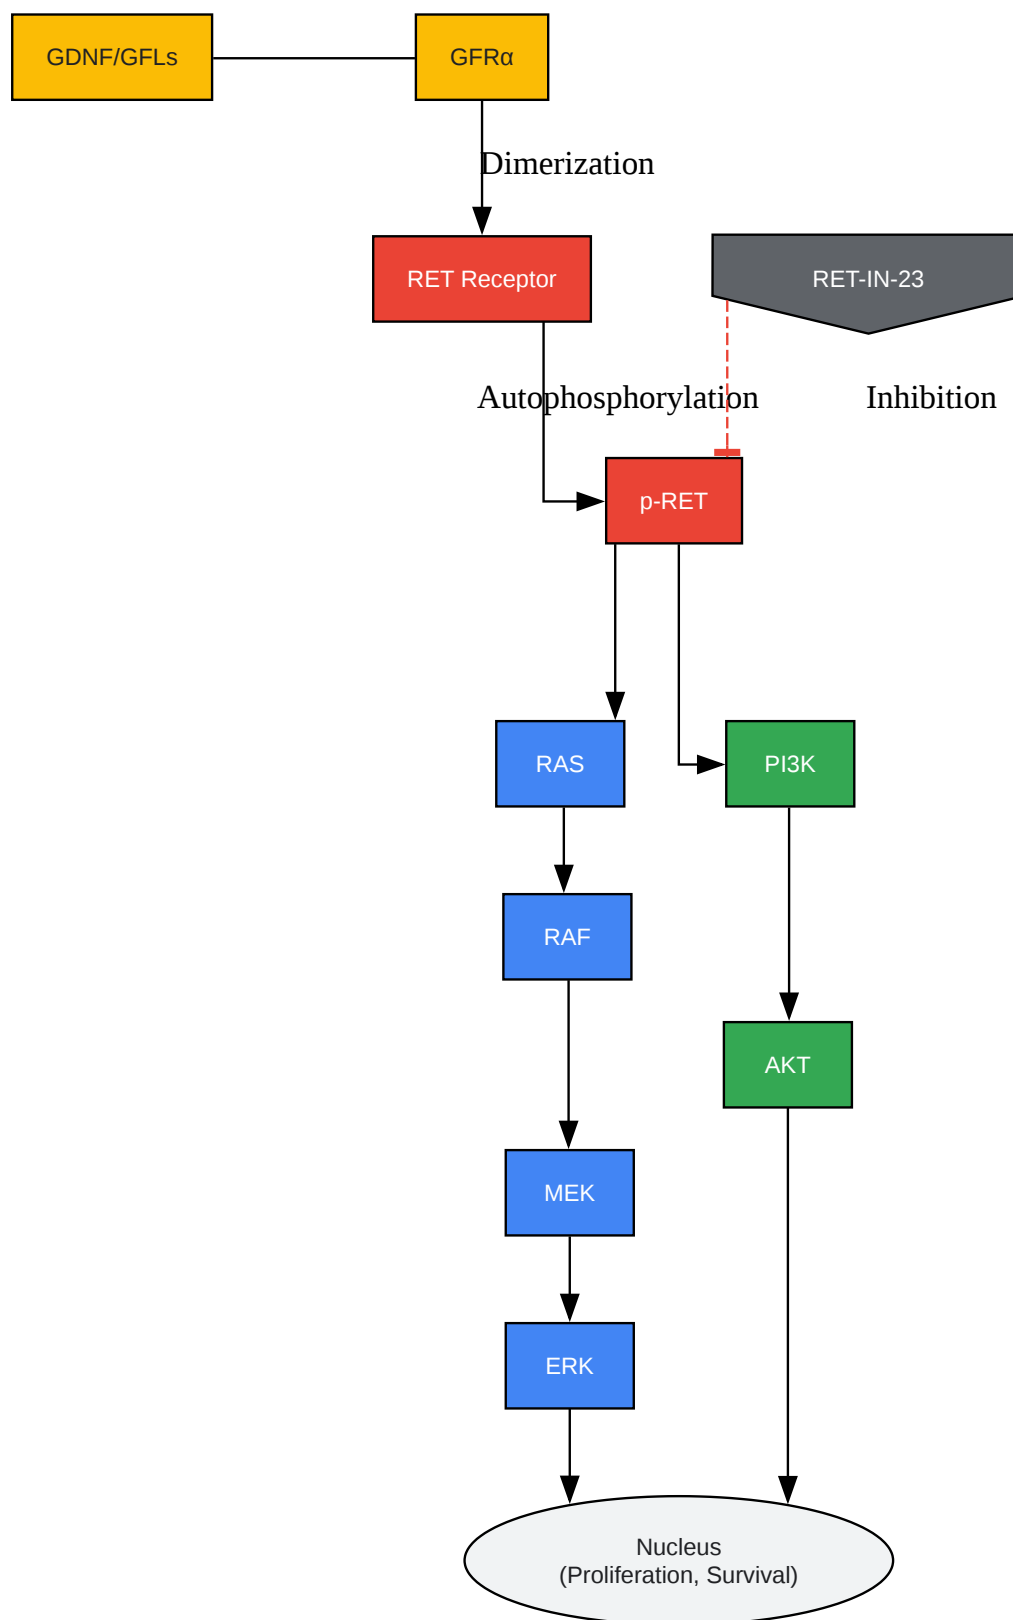 GDNF/GFLs
GFRα
Dimerization
RET Receptor
RET-IN-23
Autophosphorylation
Inhibition
p-RET
RAS
PI3K
RAF
AKT
MEK
ERK
Nucleus
(Proliferation, Survival)